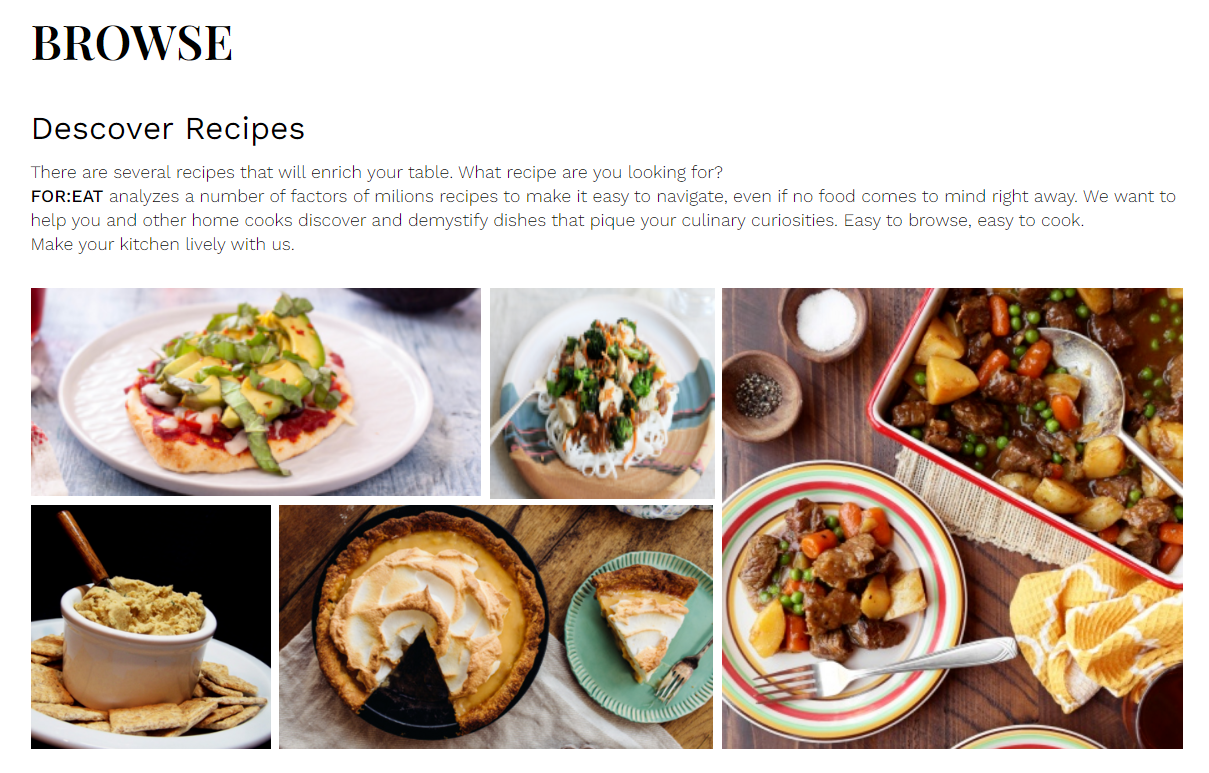 BROWSE
Descover Recipes
There are several recipes that will enrich your table. What recipe are you looking for?
FOR:EAT analyzes a number of factors of milions recipes to make it easy to navigate, even if no food comes to mind right away. We want to
help you and other home cooks discover and demystify dishes that pique your culinary curiosities. Easy to browse, easy to cook.
Make your kitchen lively with us.